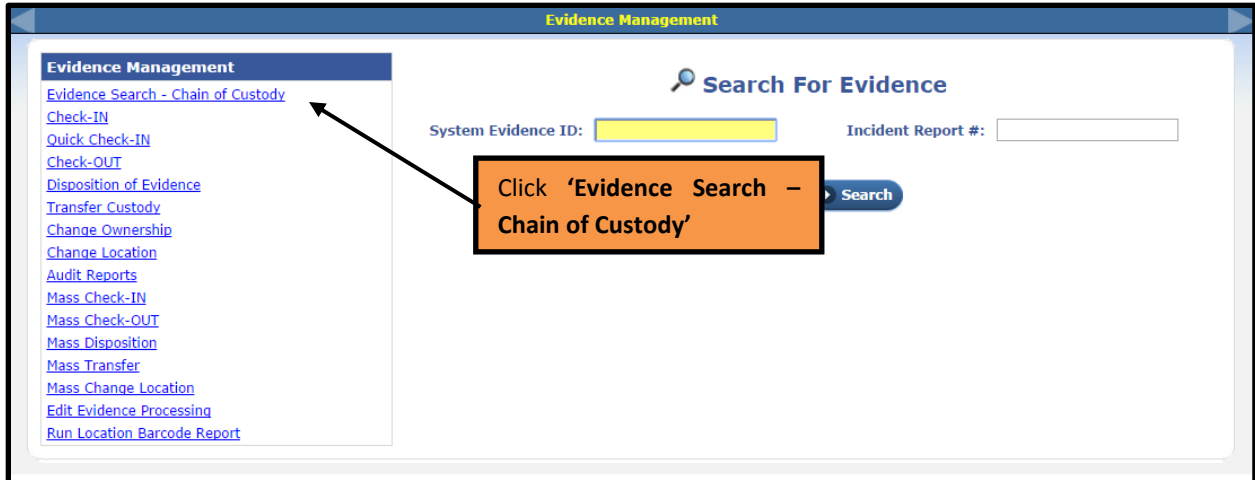 Evidence Management
Evidence Management
Evidence Search - Chain of Custody
Check-IN
Quick Check-IN
Check-OUT
Disposition of Evidence
Transfer Custody
Change Ownership
Change Location
Audit Reports
Mass Check-IN
Mass Check-OUT
Mass Disposition
Mass Transfer
Mass Change Location
Edit Evidence Processing
Run Location Barcode Report
Search For Evidence
System Evidence ID: Incident Report #:
Search
Click ‘Evidence Search –
Chain of Custody’